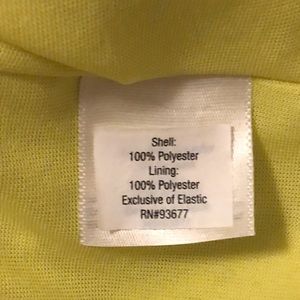 Shell:
100% Polyester
Lining:
100% Polyester
Exclusive of Elastic
RN#93677